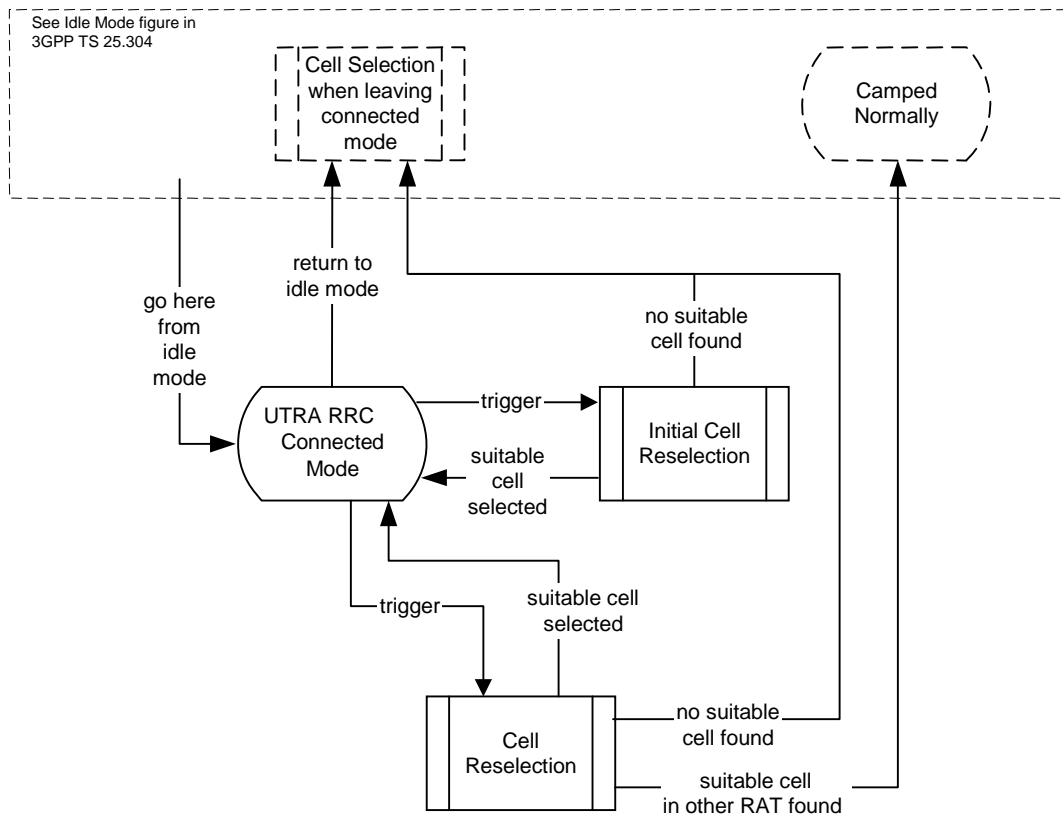 See Idle Mode figure in
3GPP TS 25.304
Cell Selection
when leaving
connected
mode
Camped
Normally
return to
idle mode
go here
from
idle
mode
no suitable
cell found
UTRA RRC
Connected
Mode
trigger
Initial Cell
Reselection
suitable
cell
selected
trigger
suitable cell
selected
Cell
Reselection
no suitable
cell found
suitable cell
in other RAT found